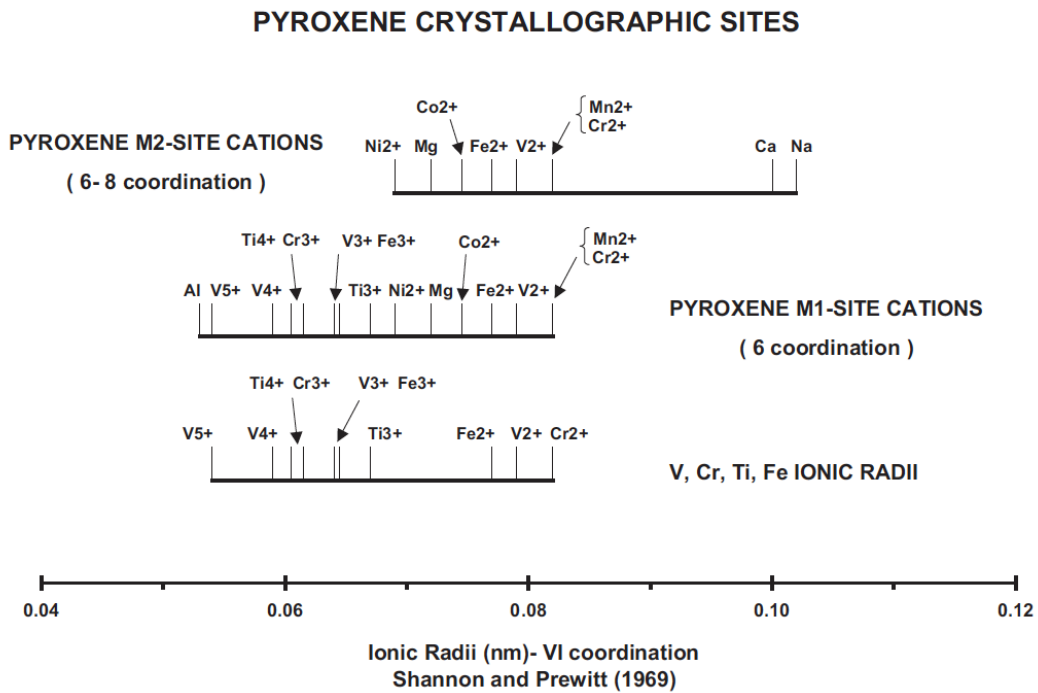 PYROXENE CRYSTALLOGRAPHIC SITES
PYROXENE M2-SITE CATIONS
( 6- 8 coordination )
Co2+
Mn2+
Cr2+
Ni2+ Mg Fe2+ V2+ Ca Na
Ti4+ Cr3+ V3+ Fe3+ Co2+
Mn2+
Cr2+
Al V5+ V4+ Ti3+ Ni2+ Mg Fe2+ V2+
PYROXENE M1-SITE CATIONS
( 6 coordination )
Ti4+ Cr3+ V3+ Fe3+
V5+ V4+ Ti3+ Fe2+ V2+ Cr2+
V, Cr, Ti, Fe IONIC RADII
0.04 0.06 0.08 0.10 0.12
Ionic Radii (nm)- VI coordination
Shannon and Prewitt (1969)